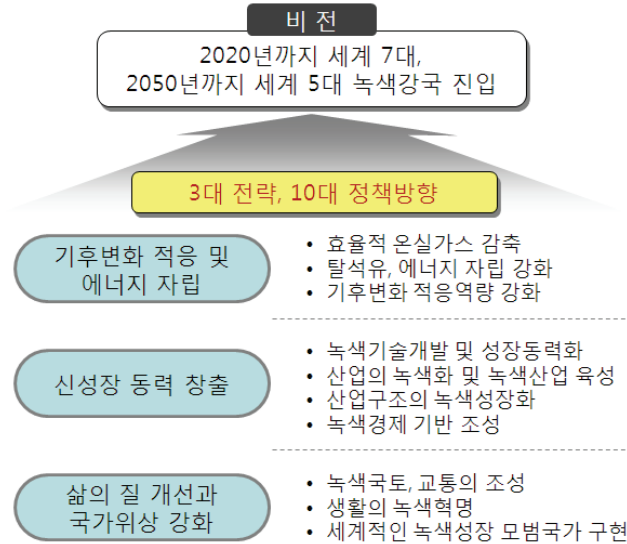 비 전
2020년까지 세계 7대,
2050년까지 세계 5대 녹색강국 진입
3대 전략, 10대 정책방향
기후변화 적응 및
에너지 자립
• 효율적 온실가스 감축
• 탈석유, 에너지 자립 강화
• 기후변화 적응역량 강화
신성장 동력 창출
• 녹색기술개발 및 성장동력화
• 산업의 녹색화 및 녹색산업 육성
• 산업구조의 녹색성장화
• 녹색경제 기반 조성
삶의 질 개선과
국가위상 강화
• 녹색국토, 교통의 조성
• 생활의 녹색혁명
• 세계적인 녹색성장 모범국가 구현